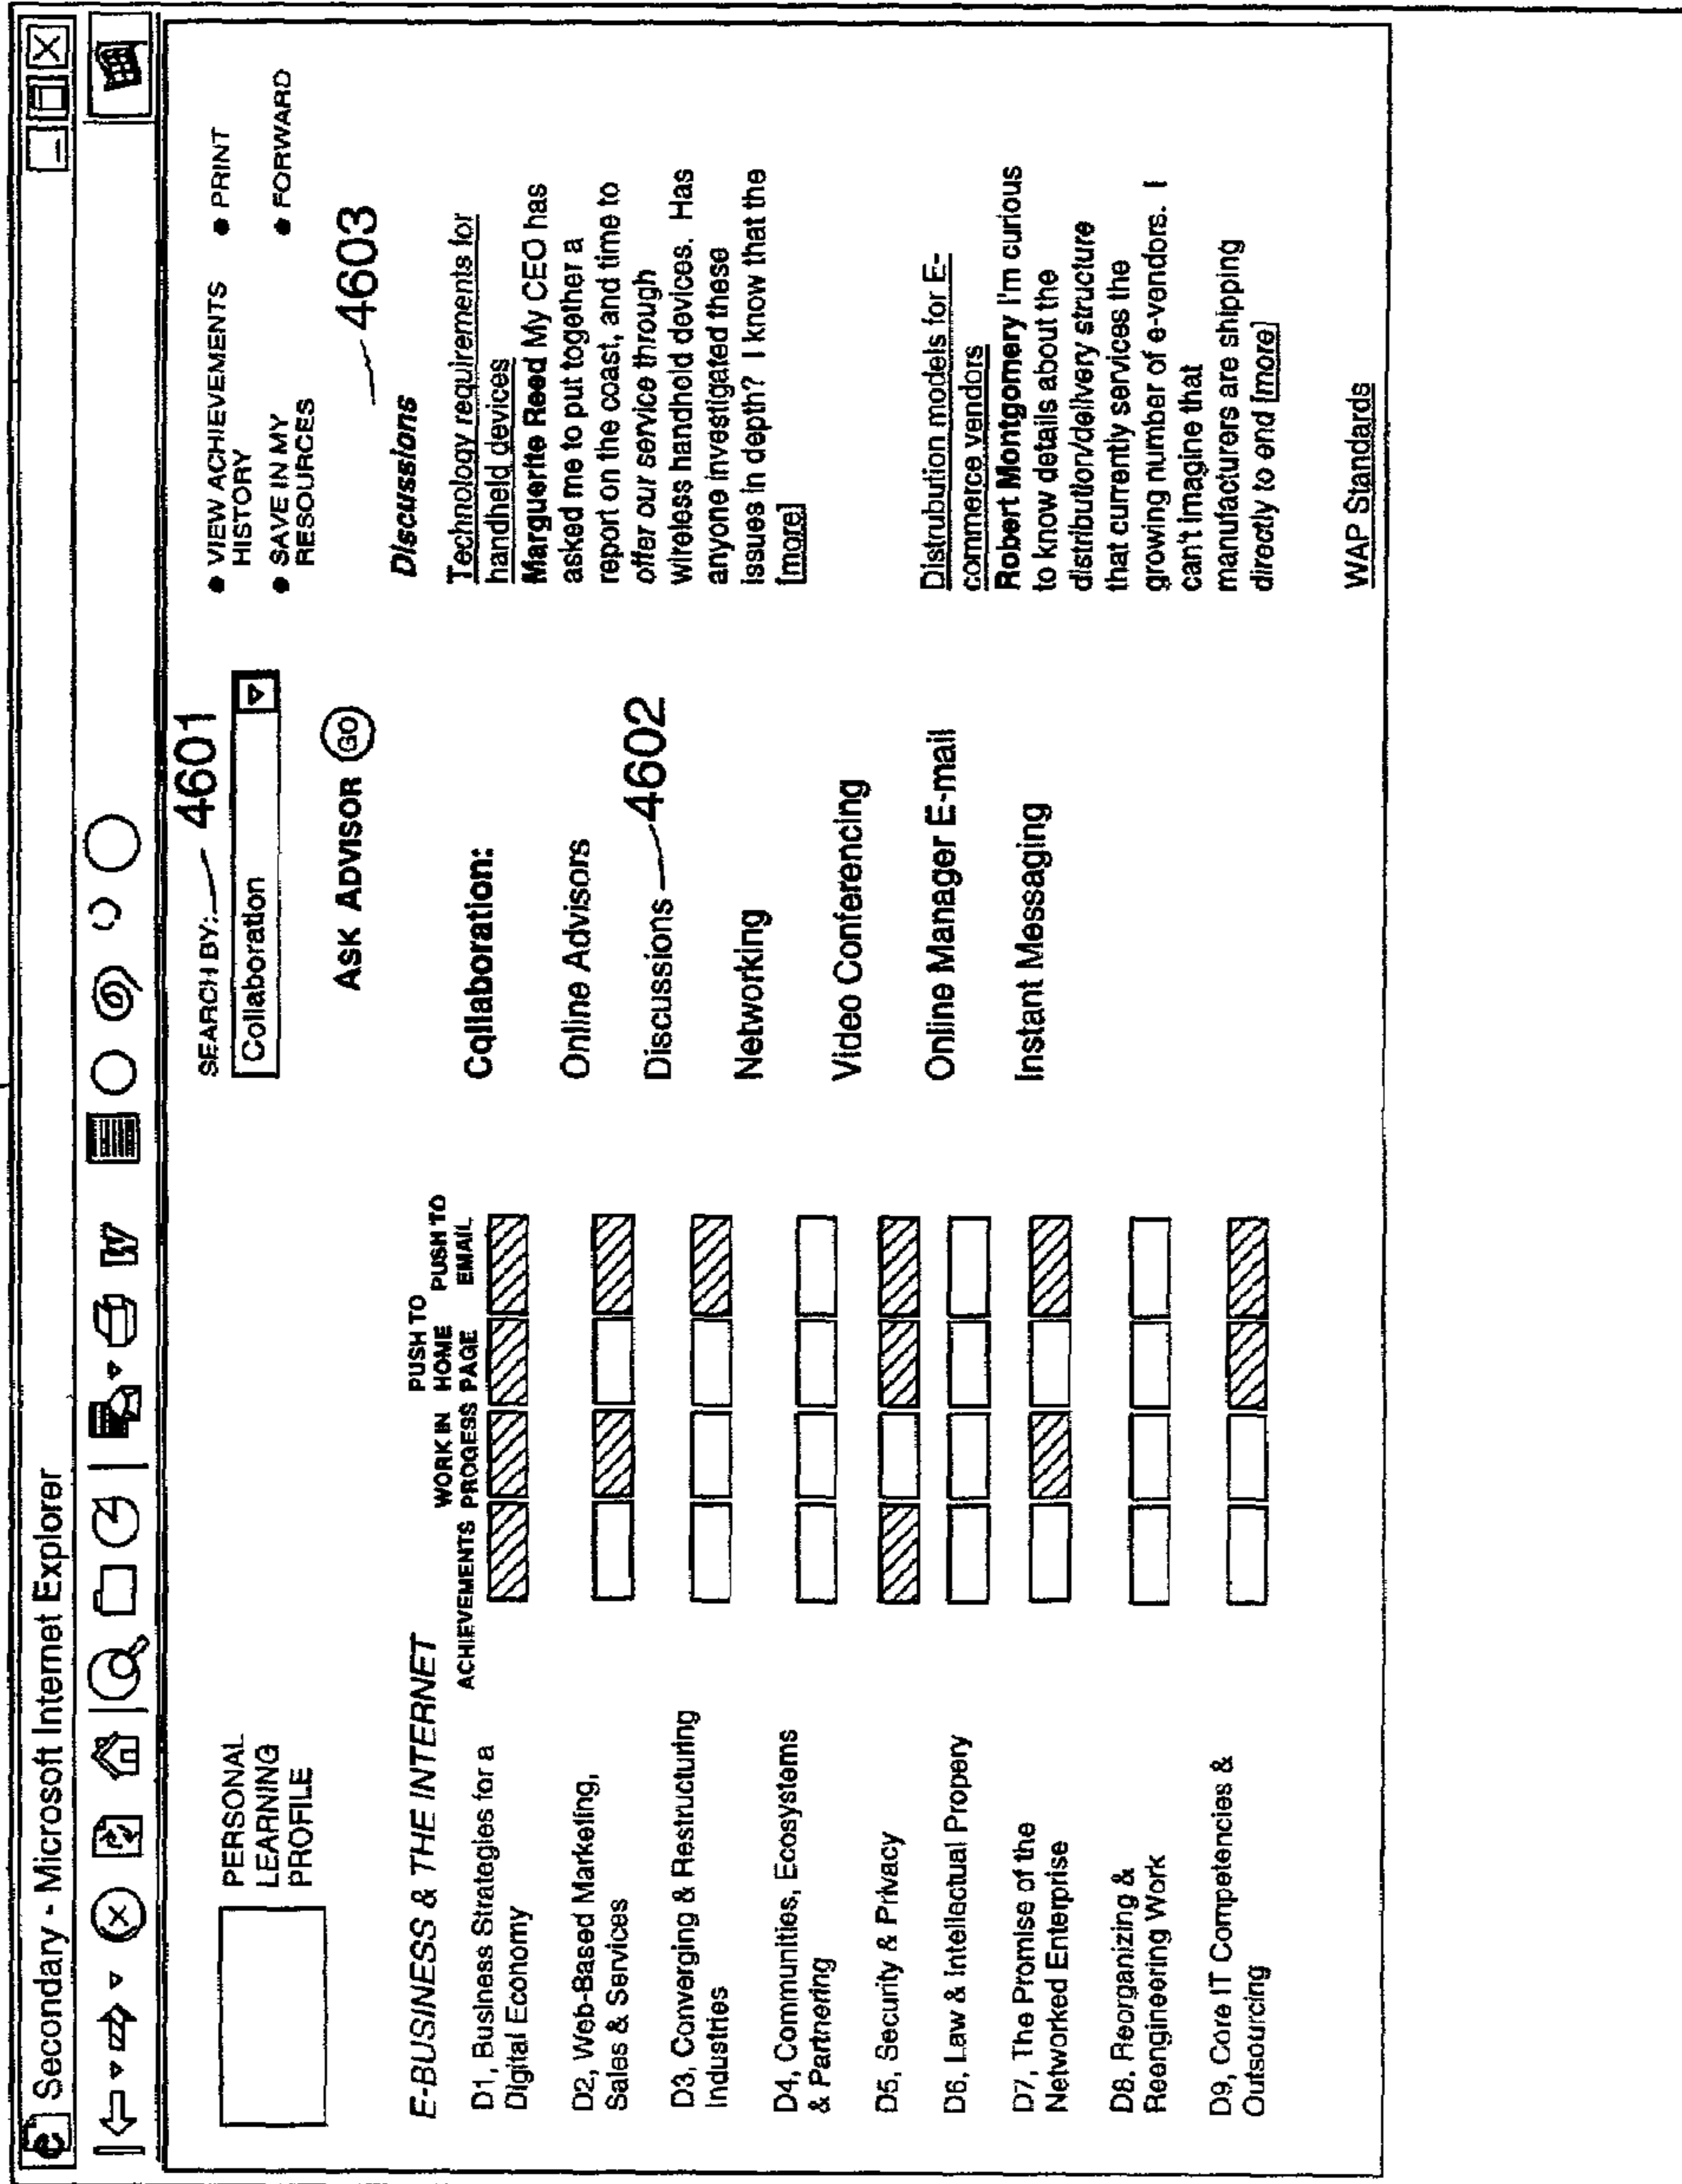 Secondary - Microsoft Internet Explorer
PERSONAL
LEARNING
PROFILE
SEARCH BY: 4601
Collaboration
ASK ADVISOR GO
● VIEW ACHIEVEMENTS
HISTORY
● PRINT
● SAVE IN MY
RESOURCES
● FORWARD
E-BUSINESS & THE INTERNET
ACHIEVEMENTS
WORK IN
PROGESS
PUSH TO
HOME
PAGE
PUSH TO
EMAIL
D1, Business Strategies for a
Digital Economy
D2, Web-Based Marketing,
Sales & Services
D3, Converging & Restructuring
Industries
D4, Communities, Ecosystems
& Partnering
D5, Security & Privacy
D6, Law & Intellectual Propery
D7, The Promise of the
Networked Enterprise
D8. Reorganizing &
Reengineering Work
D9, Core IT Competencies &
Outsourcing
Collaboration:
Online Advisors
Discussions 4602
Networking
Video Conferencing
Online Manager E-mail
Instant Messaging
4603
Discussions
Technology requirements for
handheld devices
Marguerite Reed My CEO has
asked me to put together a
report on the coast, and time to
offer our service through
wireless handhold devices. Has
anyone investigated these
issues in depth? I know that the
[more]
Distrubution models for E-
commerce vendors
Robert Montgomery I'm curious
to know details about the
distribution/delivery structure
that currently services the
growing number of e-vendors. I
can't imagine that
manufacturers are shipping
directly to end [more]
WAP Standards